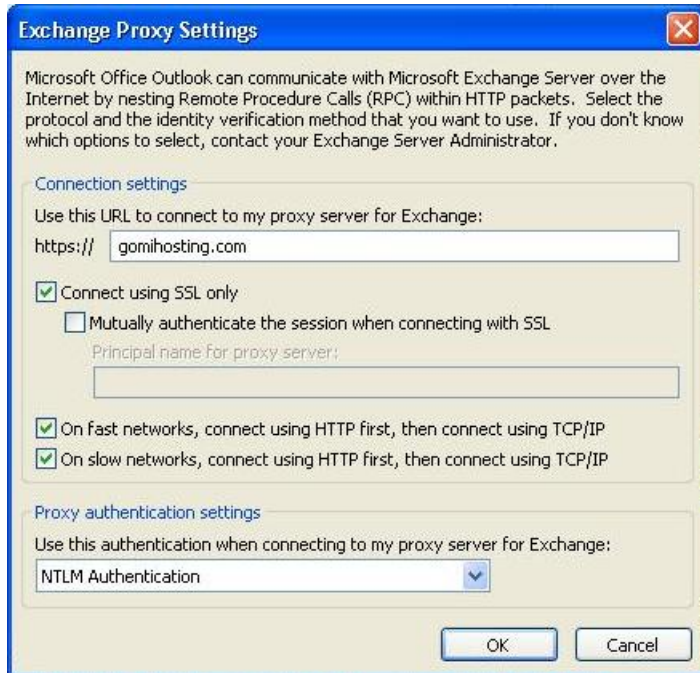 Exchange Proxy Settings
Microsoft Office Outlook can communicate with Microsoft Exchange Server over the
Internet by nesting Remote Procedure Calls (RPC) within HTTP packets. Select the
protocol and the identity verification method that you want to use. If you don't know
which options to select, contact your Exchange Server Administrator.
Connection settings
Use this URL to connect to my proxy server for Exchange:
https:// gomihosting.com
Connect using SSL only
Mutually authenticate the session when connecting with SSL
Principal name for proxy server:
On fast networks, connect using HTTP first, then connect using TCP/IP
On slow networks, connect using HTTP first, then connect using TCP/IP
Proxy authentication settings
Use this authentication when connecting to my proxy server for Exchange:
NTLM Authentication
OK Cancel